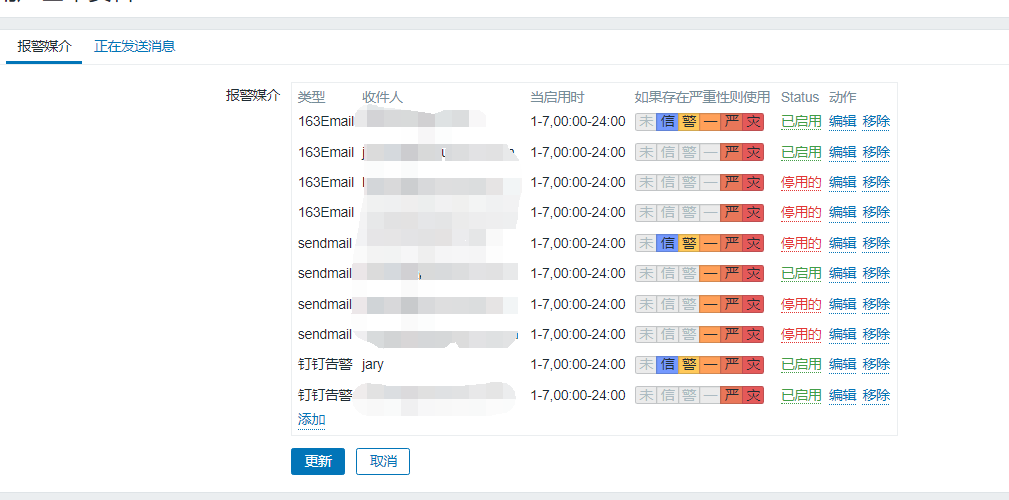 报警媒介 正在发送消息
报警媒介 类型 收件人 当启用时 如果存在严重性则使用 Status 动作
163Email 1-7,00:00-24:00 未 信 警 一 严 灾 已启用 编辑 移除
163Email j 1-7,00:00-24:00 未 信 警 一 严 灾 已启用 编辑 移除
163Email 1-7,00:00-24:00 未 信 警 一 严 灾 停用的 编辑 移除
163Email 1-7,00:00-24:00 未 信 警 一 严 灾 停用的 编辑 移除
sendmail 1-7,00:00-24:00 未 信 警 一 严 灾 停用的 编辑 移除
sendmail 1-7,00:00-24:00 未 信 警 一 严 灾 已启用 编辑 移除
sendmail 1-7,00:00-24:00 未 信 警 一 严 灾 停用的 编辑 移除
sendmail 1-7,00:00-24:00 未 信 警 一 严 灾 停用的 编辑 移除
钉钉告警 jary 1-7,00:00-24:00 未 信 警 一 严 灾 已启用 编辑 移除
钉钉告警 1-7,00:00-24:00 未 信 警 一 严 灾 已启用 编辑 移除
添加
更新 取消